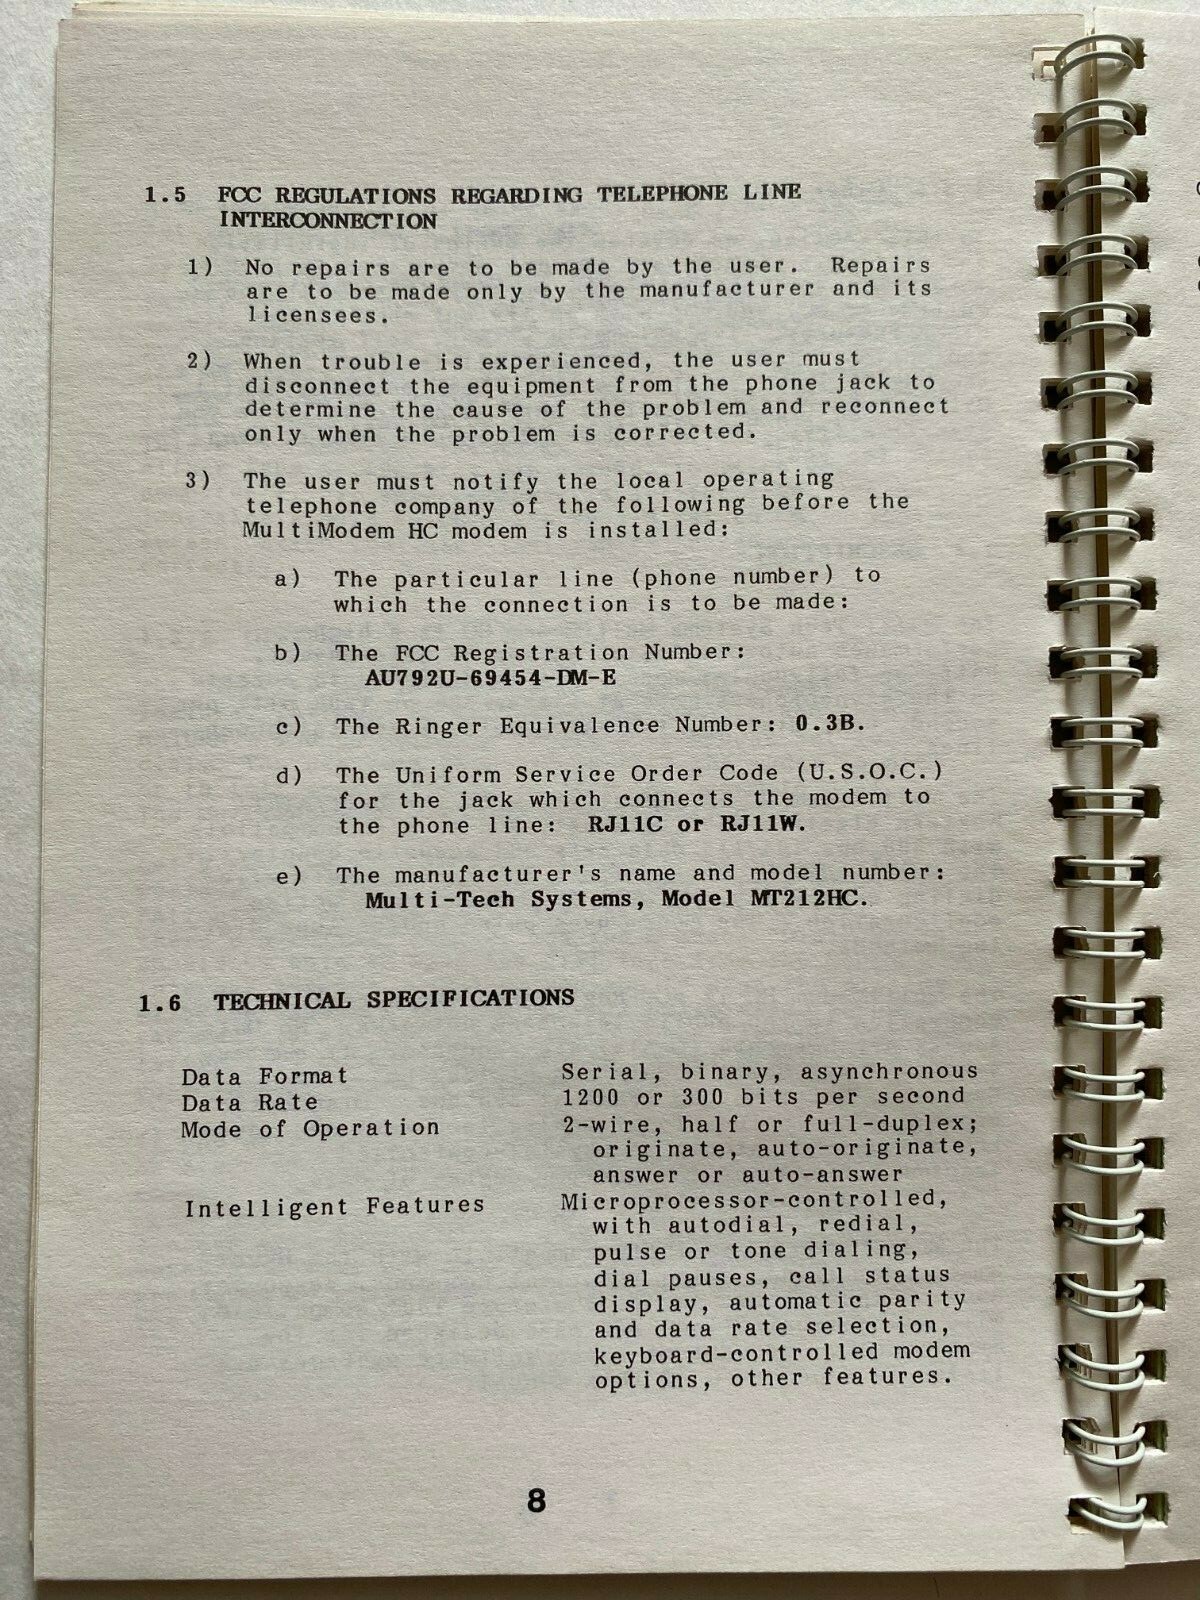 1.5 FCC REGULATIONS REGARDING TELEPHONE LINE
INTERCONNECTION
1) No repairs are to be made by the user. Repairs
are to be made only by the manufacturer and its
licensees.
2) When trouble is experienced, the user must
disconnect the equipment from the phone jack to
determine the cause of the problem and reconnect
only when the problem is corrected.
3) The user must notify the local operating
telephone company of the following before the
MultiModem HC modem is installed:
a) The particular line (phone number) to
which the connection is to be made:
b) The FCC Registration Number:
AU792U-69454-DM-E
c) The Ringer Equivalence Number: 0.3B.
d) The Uniform Service Order Code (U.S.O.C.)
for the jack which connects the modem to
the phone line: RJ11C or RJ11W.
e) The manufacturer's name and model number:
Multi-Tech Systems, Model MT212HC.
1.6 TECHNICAL SPECIFICATIONS
Data Format Serial, binary, asynchronous
Data Rate 1200 or 300 bits per second
Mode of Operation 2-wire, half or full-duplex;
originate, auto-originate,
answer or auto-answer
Intelligent Features Microprocessor-controlled,
with autodial, redial,
pulse or tone dialing,
dial pauses, call status
display, automatic parity
and data rate selection,
keyboard-controlled modem
options, other features.
8